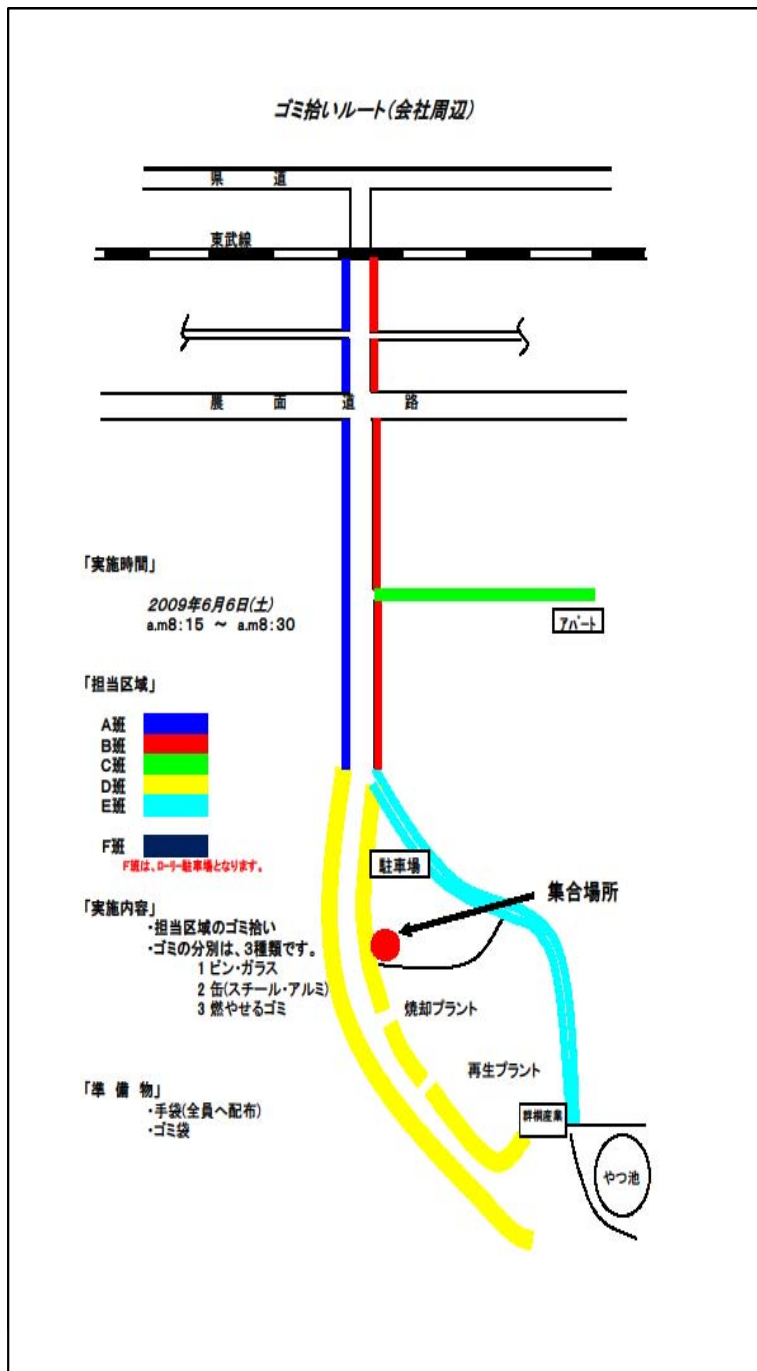 ゴミ拾いルート(会社周辺)
県 道
東武線
農 面 道 路
「実施時間」
2009年6月6日(土)
a.m8:15 ~ a.m8:30
アパート
「担当区域」
A班
B班
C班
D班
E班
F班
F班は、ローリー駐車場となります。
駐車場
集合場所
「実施内容」
・担当区域のゴミ拾い
・ゴミの分別は、3種類です。
1 ビン・ガラス
2 缶(スチール・アルミ)
3 燃やせるゴミ
焼却プラント
再生プラント
「準 備 物」
・手袋(全員へ配布)
・ゴミ袋
群桐産業
やつ池